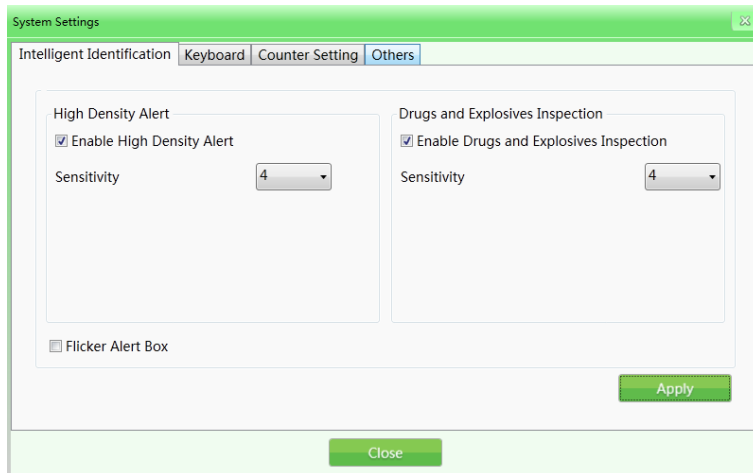 System Settings
Intelligent Identification Keyboard Counter Setting Others
High Density Alert
Enable High Density Alert
Sensitivity 4
Drugs and Explosives Inspection
Enable Drugs and Explosives Inspection
Sensitivity 4
Flicker Alert Box
Apply
Close